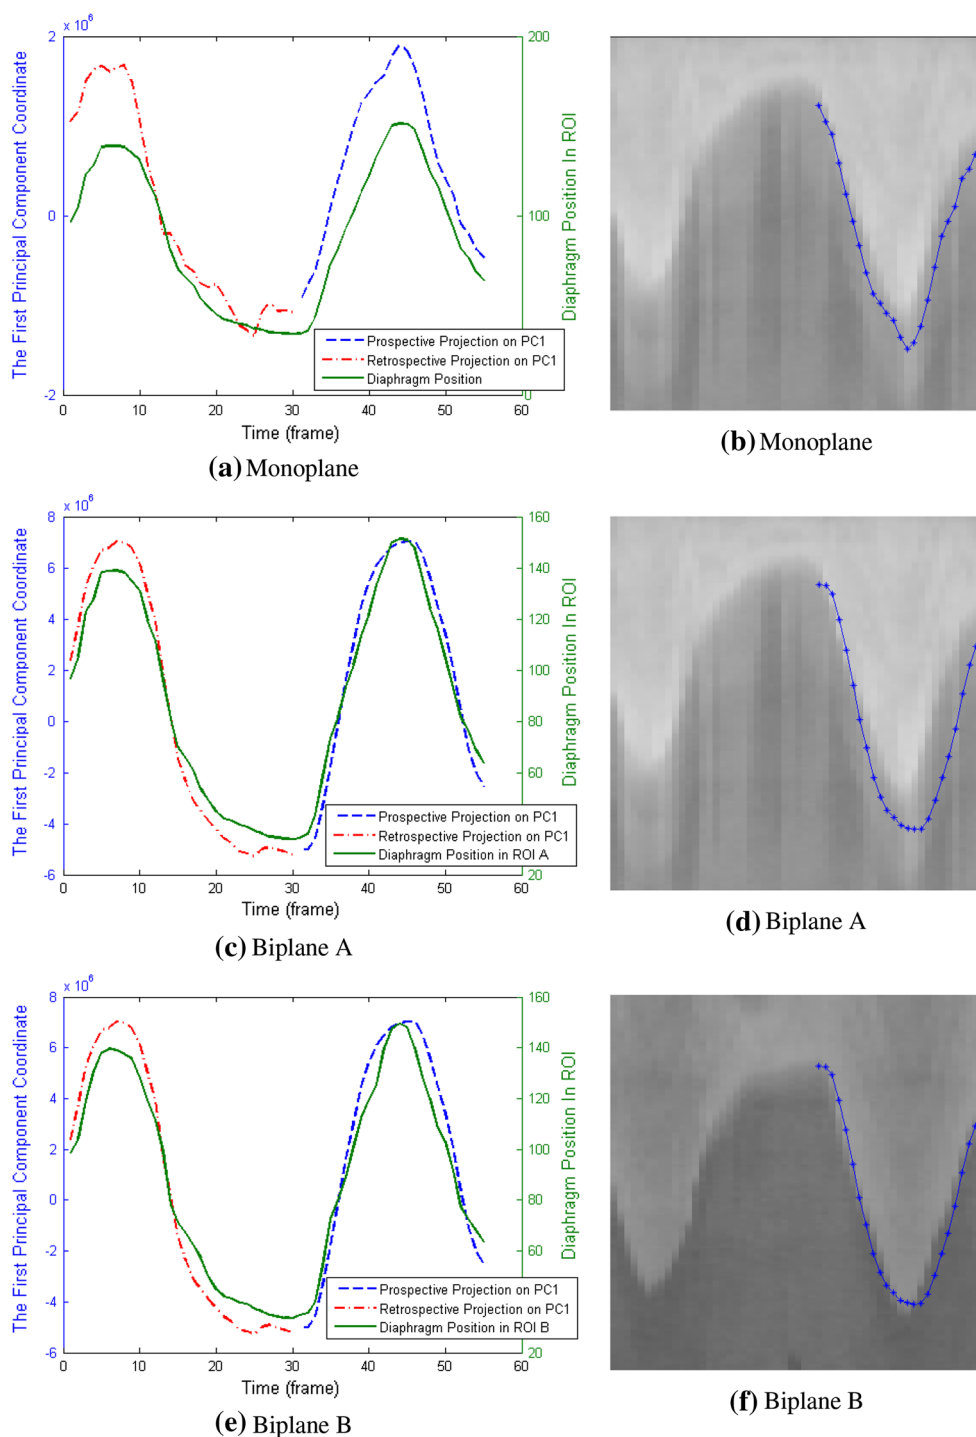 x 10^6
2
0
-2
The First Principal Component Coordinate
200
100
0
Diaphragm Position In ROI
Prospective Projection on PC1
Retrospective Projection on PC1
Diaphragm Position
0 10 20 30 40 50 60
Time (frame)
(a) Monoplane
(b) Monoplane
x 10^6
8
6
4
2
0
-2
-4
-6
The First Principal Component Coordinate
160
140
120
100
80
60
20
Diaphragm Position In ROI
Prospective Projection on PC1
Retrospective Projection on PC1
Diaphragm Position in ROI A
0 10 20 30 40 50 60
Time (frame)
(c) Biplane A
(d) Biplane A
x 10^6
8
6
4
2
0
-2
-4
-6
The First Principal Component Coordinate
160
140
120
100
80
60
20
Diaphragm Position In ROI
Prospective Projection on PC1
Retrospective Projection on PC1
Diaphragm Position in ROI B
0 10 20 30 40 50 60
Time (frame)
(e) Biplane B
(f) Biplane B